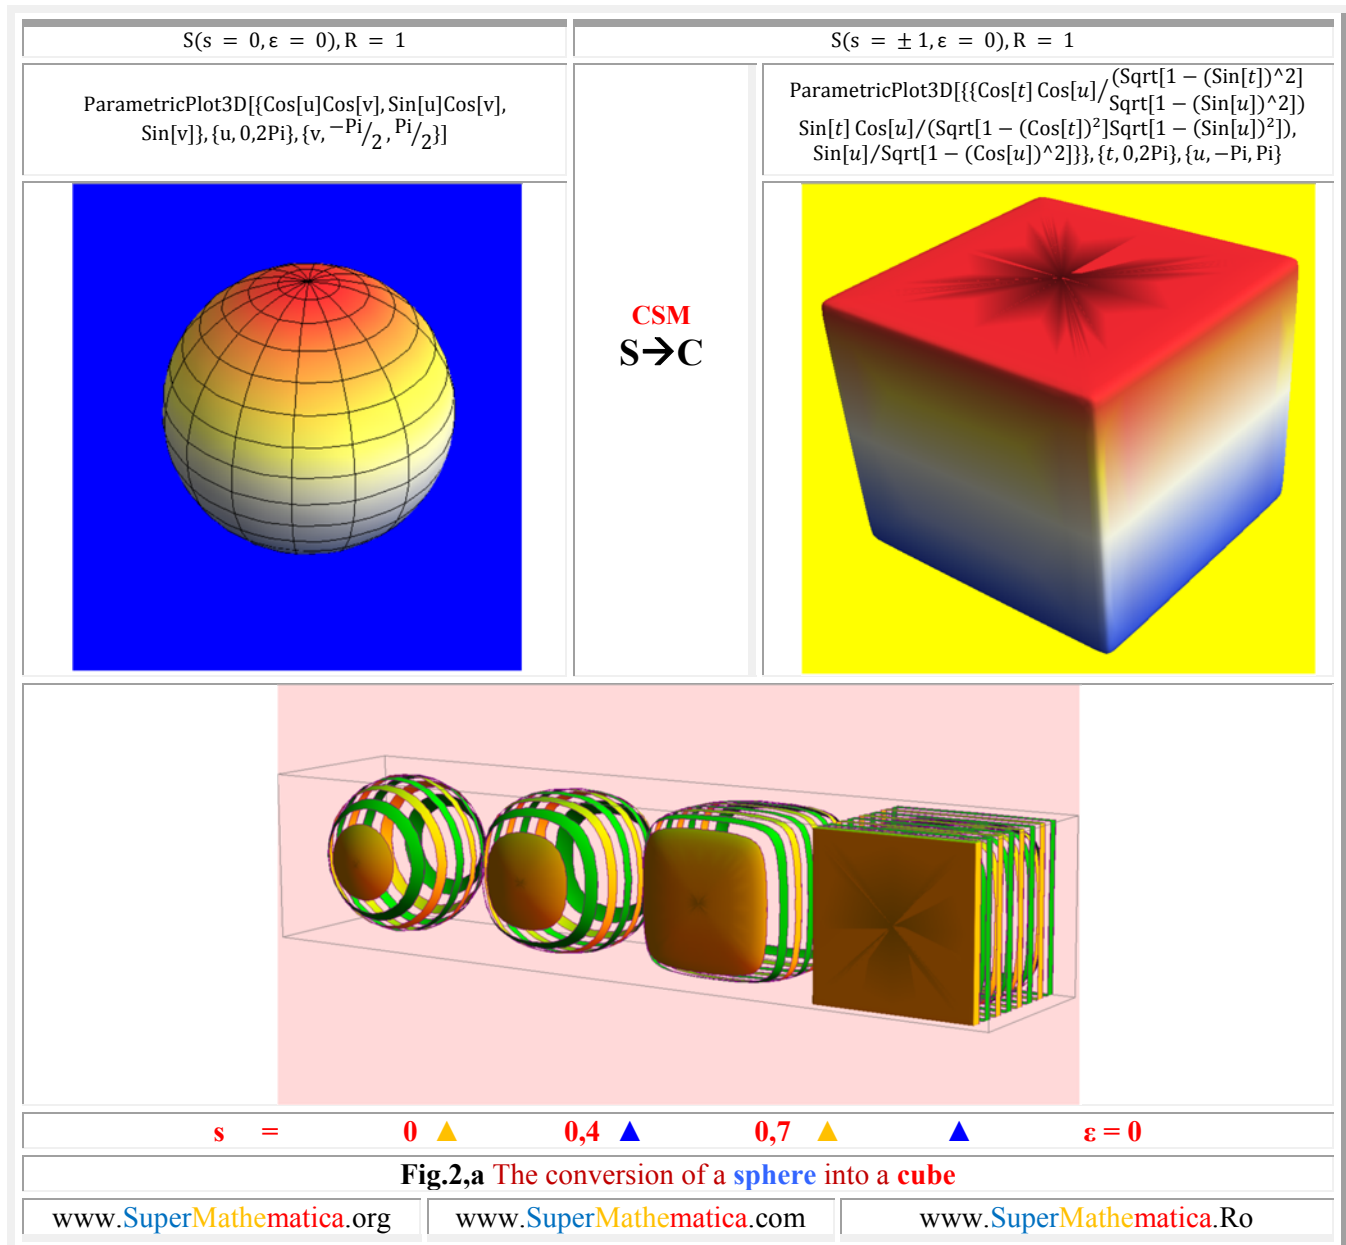 S(s = 0, ε = 0), R = 1
S(s = ± 1, ε = 0), R = 1
ParametricPlot3D[{Cos[u]Cos[v], Sin[u]Cos[v],
Sin[v]}, {u, 0,2Pi}, {v, −Pi/2 , Pi/2}]
ParametricPlot3D[{{Cos[t] Cos[u]/(Sqrt[1 − (Sin[t])^2]
Sqrt[1 − (Sin[u])^2])
Sin[t] Cos[u]/(Sqrt[1 − (Cos[t])²]Sqrt[1 − (Sin[u])²]),
Sin[u]/Sqrt[1 − (Cos[u])^2]}}, {t, 0,2Pi}, {u, −Pi, Pi}
CSM
S→C
s = 0 ▲ 0,4 ▲ 0,7 ▲ ▲ ε = 0
Fig.2,a The conversion of a sphere into a cube
www.SuperMathematica.org
www.SuperMathematica.com
www.SuperMathematica.Ro